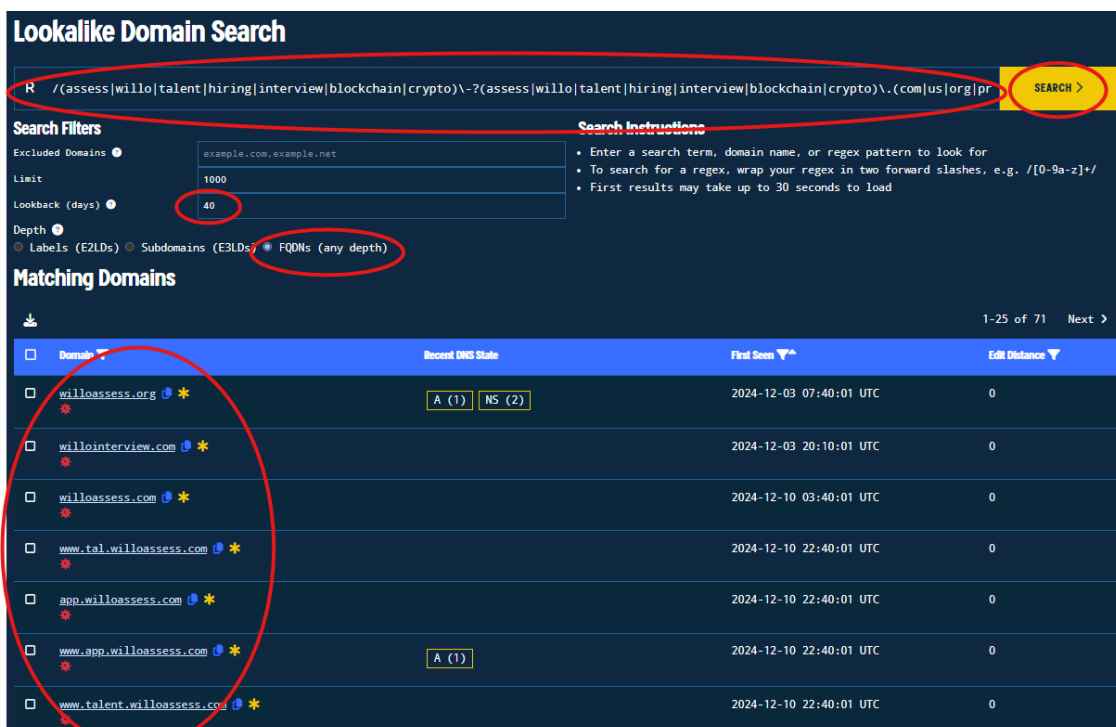 Lookalike Domain Search
R /(assess|willo|talent|hiring|interview|blockchain|crypto)\-?(assess|willo|talent|hiring|interview|blockchain|crypto)\.(com|us|org|pr
SEARCH >
Search Filters
Excluded Domains ?
example.com,example.net
Limit
1000
Lookback (days) ?
40
Depth ?
Labels (E2LDs) Subdomains (E3LDs) FQDNs (any depth)
Search Instructions
• Enter a search term, domain name, or regex pattern to look for
• To search for a regex, wrap your regex in two forward slashes, e.g. /[0-9a-z]+/
• First results may take up to 30 seconds to load
Matching Domains
1-25 of 71 Next >
Domain Recent DNS State First Seen Edit Distance
willoassess.org A (1) NS (2) 2024-12-03 07:40:01 UTC 0
willointerview.com 2024-12-03 20:10:01 UTC 0
willoassess.com 2024-12-10 03:40:01 UTC 0
www.tal.willoassess.com 2024-12-10 22:40:01 UTC 0
app.willoassess.com 2024-12-10 22:40:01 UTC 0
www.app.willoassess.com A (1) 2024-12-10 22:40:01 UTC 0
www.talent.willoassess.com 2024-12-10 22:40:01 UTC 0